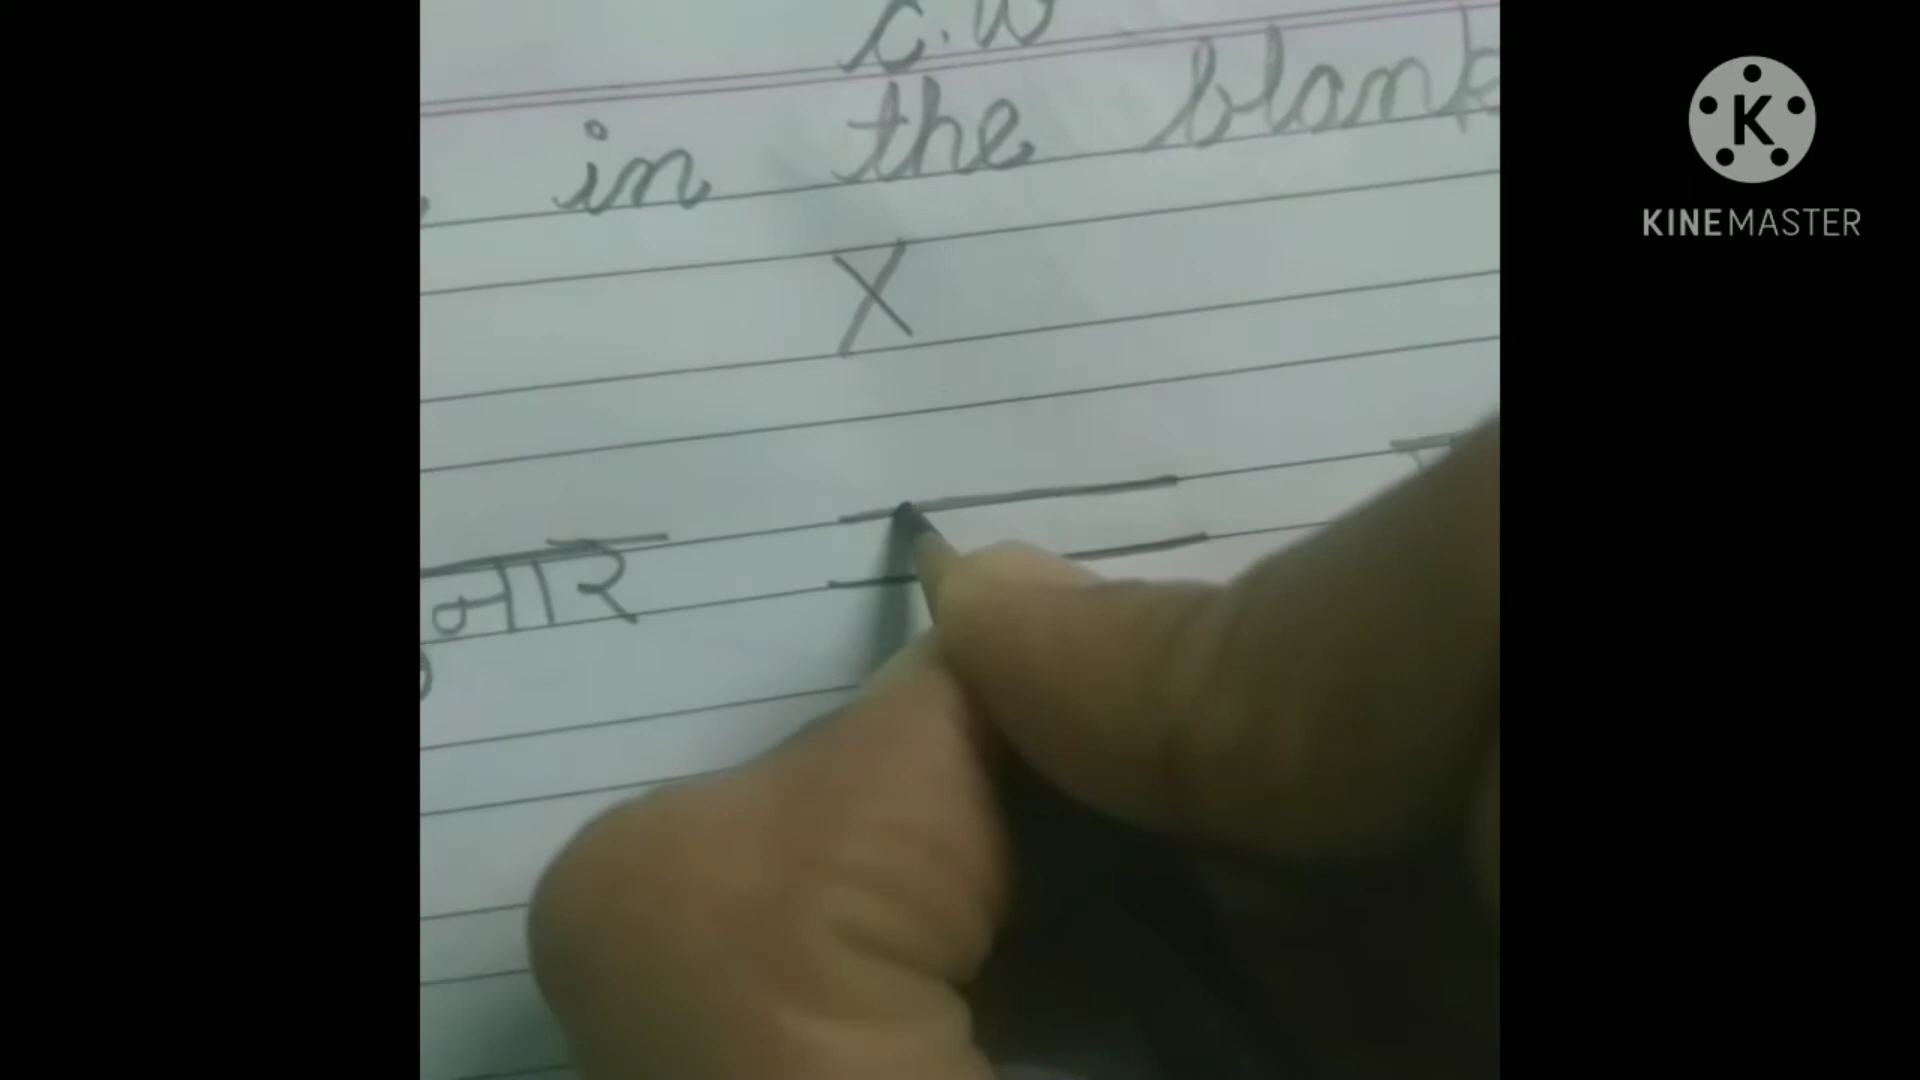 C.W
in the blank
X
नार
K
KINEMASTER